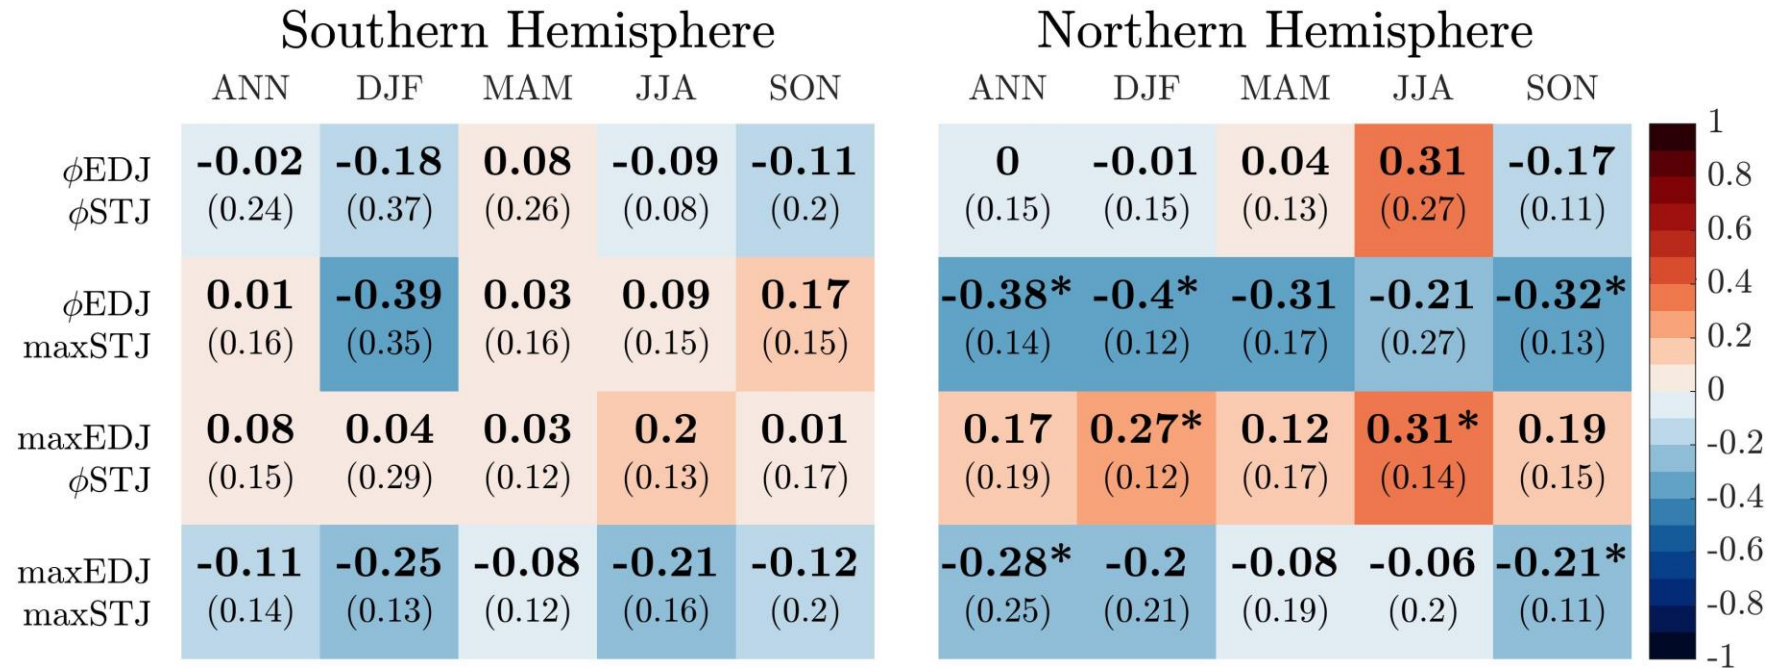 Southern Hemisphere Northern Hemisphere
ANN DJF MAM JJA SON ANN DJF MAM JJA SON
ϕEDJ -0.02 -0.18 0.08 -0.09 -0.11 0 -0.01 0.04 0.31 -0.17
ϕSTJ (0.24) (0.37) (0.26) (0.08) (0.2) (0.15) (0.15) (0.13) (0.27) (0.11)
ϕEDJ 0.01 -0.39 0.03 0.09 0.17 -0.38* -0.4* -0.31 -0.21 -0.32*
maxSTJ (0.16) (0.35) (0.16) (0.15) (0.15) (0.14) (0.12) (0.17) (0.27) (0.13)
maxEDJ 0.08 0.04 0.03 0.2 0.01 0.17 0.27* 0.12 0.31* 0.19
ϕSTJ (0.15) (0.29) (0.12) (0.13) (0.17) (0.19) (0.12) (0.17) (0.14) (0.15)
maxEDJ -0.11 -0.25 -0.08 -0.21 -0.12 -0.28* -0.2 -0.08 -0.06 -0.21*
maxSTJ (0.14) (0.13) (0.12) (0.16) (0.2) (0.25) (0.21) (0.19) (0.2) (0.11)
1
0.8
0.6
0.4
0.2
0
-0.2
-0.4
-0.6
-0.8
-1